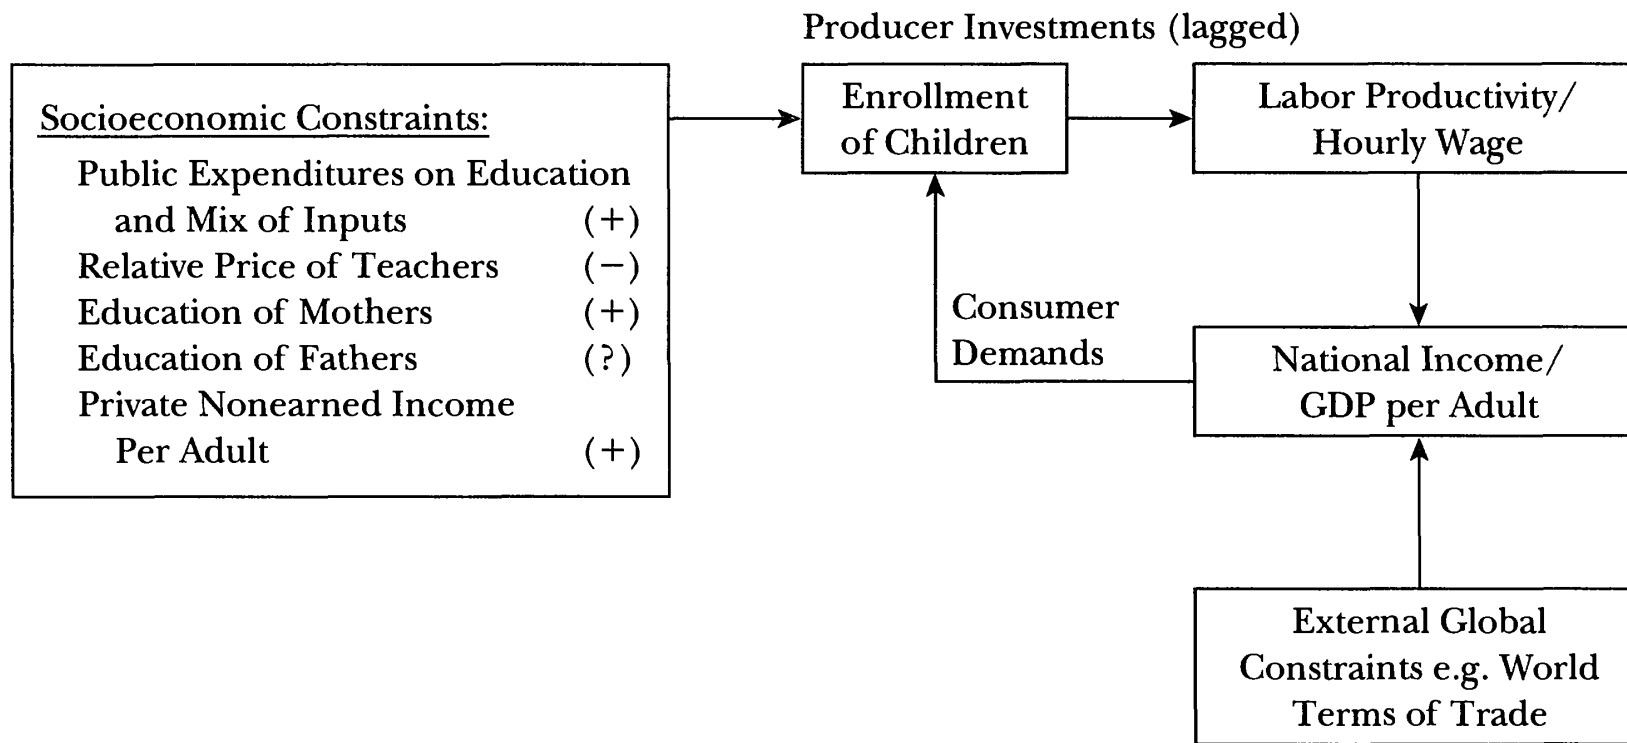 Producer Investments (lagged)
Socioeconomic Constraints:
Public Expenditures on Education
and Mix of Inputs (+)
Relative Price of Teachers (−)
Education of Mothers (+)
Education of Fathers (?)
Private Nonearned Income
Per Adult (+)
Enrollment
of Children
Labor Productivity/
Hourly Wage
Consumer
Demands
National Income/
GDP per Adult
External Global
Constraints e.g. World
Terms of Trade